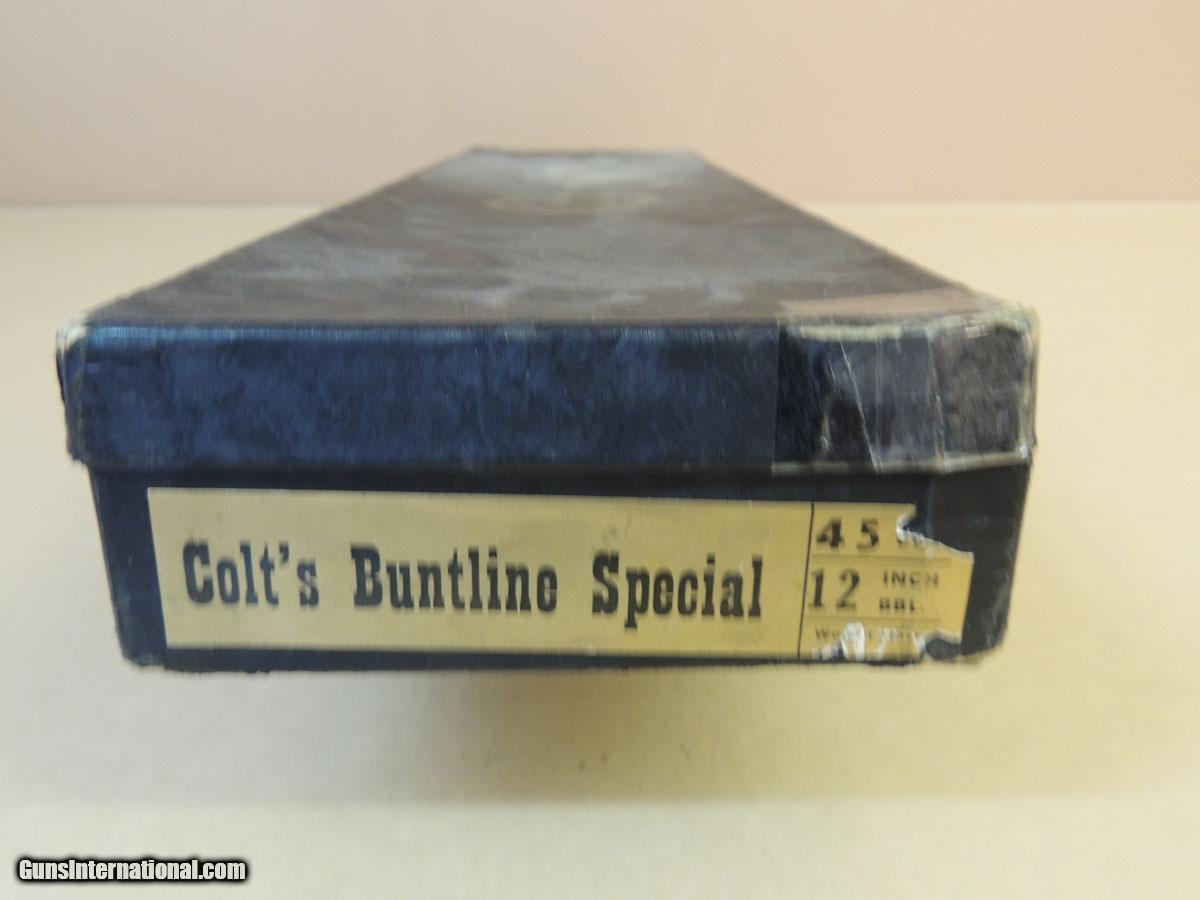 Colt's Buntline Special
45
12 INCH
BBL.
GunsInternational.com